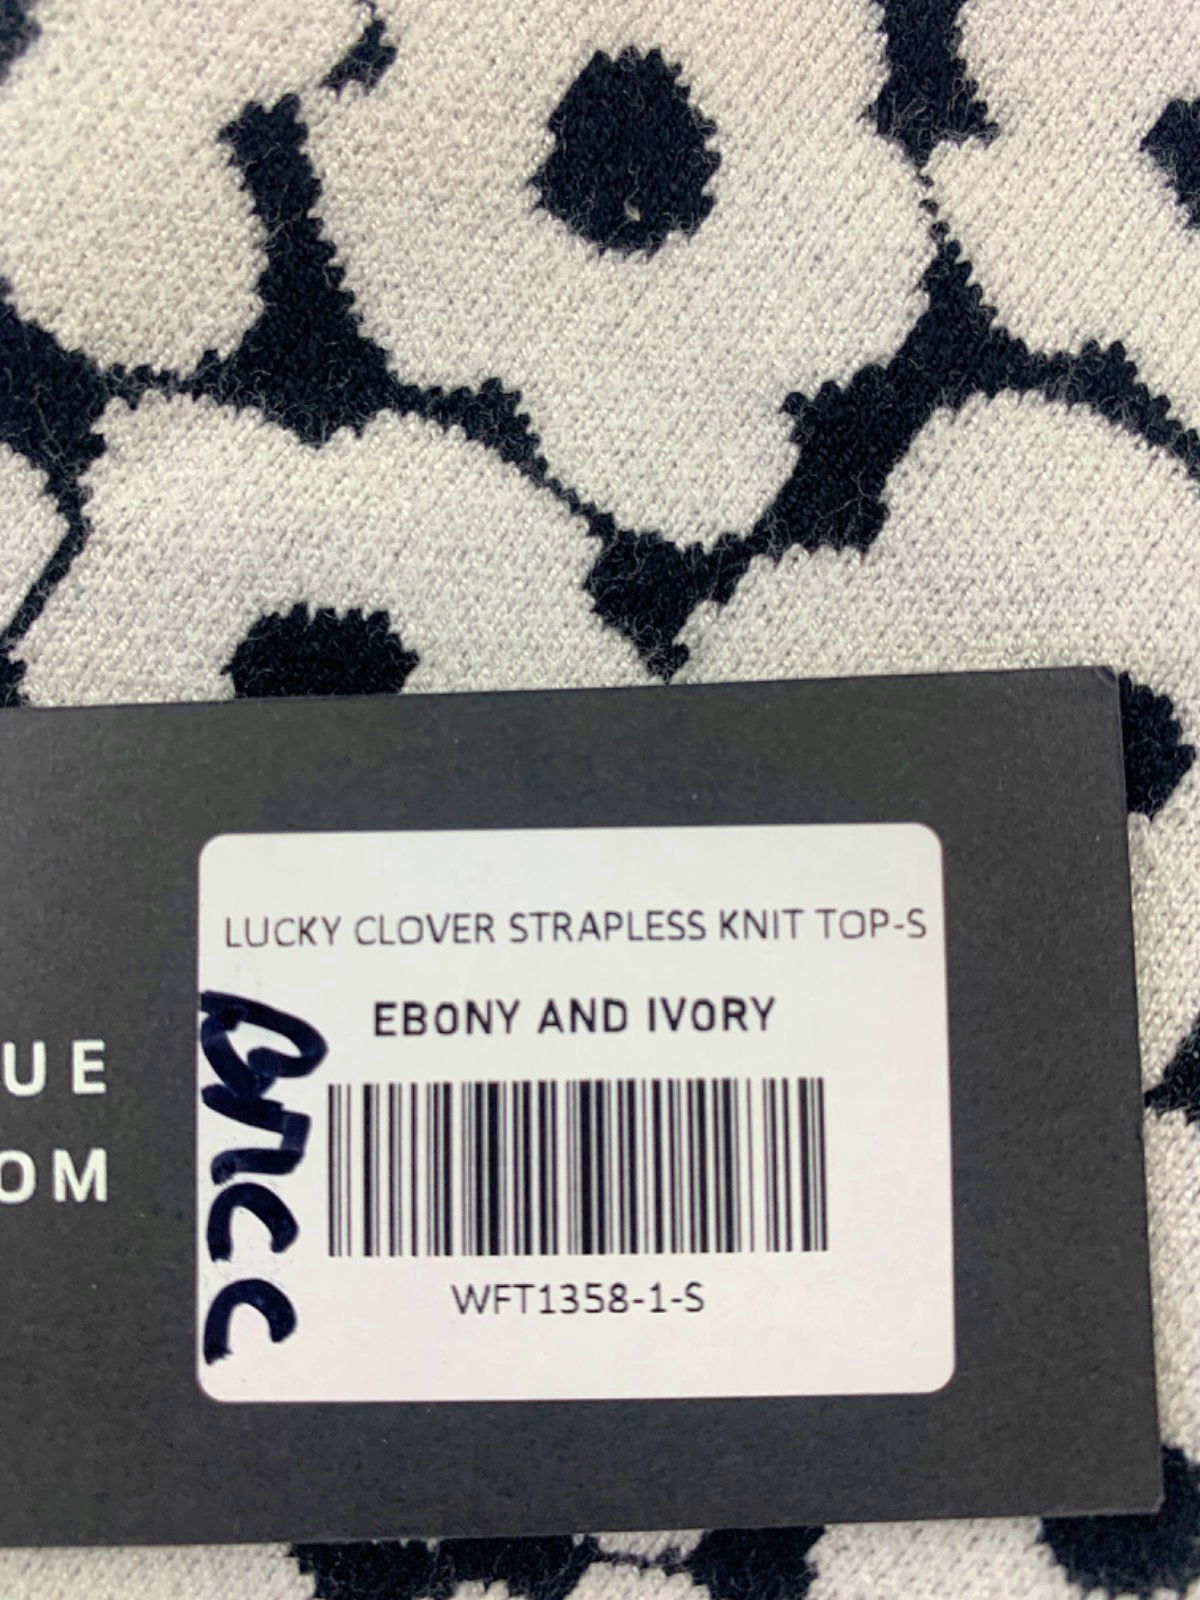 UE
OM
LUCKY CLOVER STRAPLESS KNIT TOP-S
EBONY AND IVORY
WFT1358-1-S